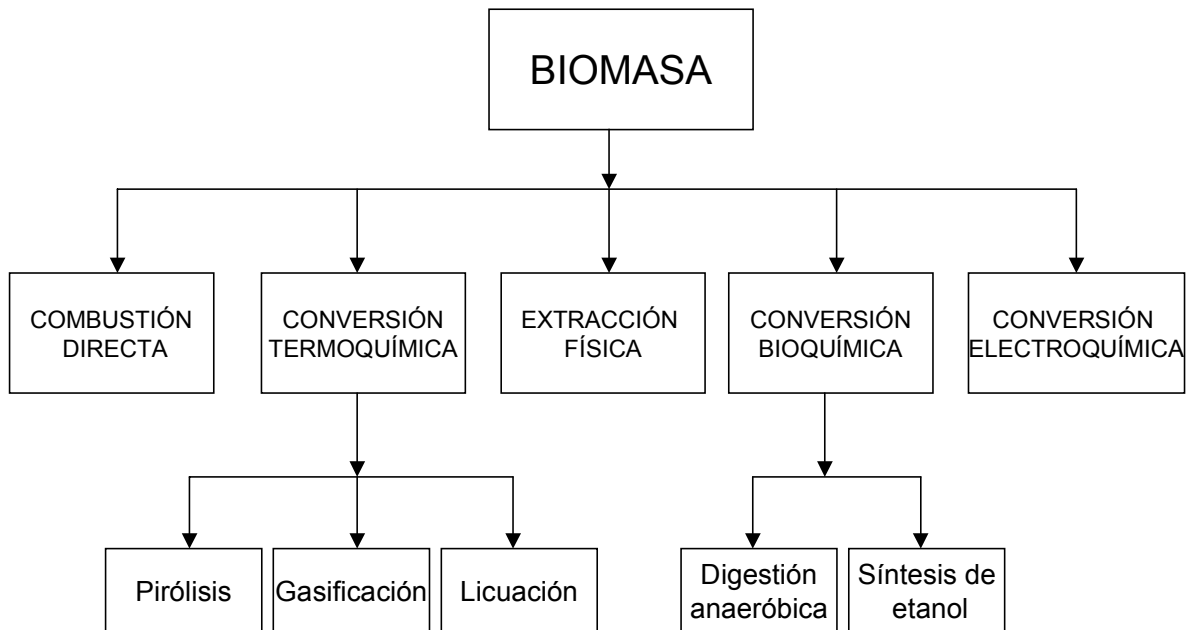 BIOMASA
COMBUSTIÓN
DIRECTA
CONVERSIÓN
TERMOQUÍMICA
EXTRACCIÓN
FÍSICA
CONVERSIÓN
BIOQUÍMICA
CONVERSIÓN
ELECTROQUÍMICA
Pirólisis
Gasificación
Licuación
Digestión
anaeróbica
Síntesis de
etanol